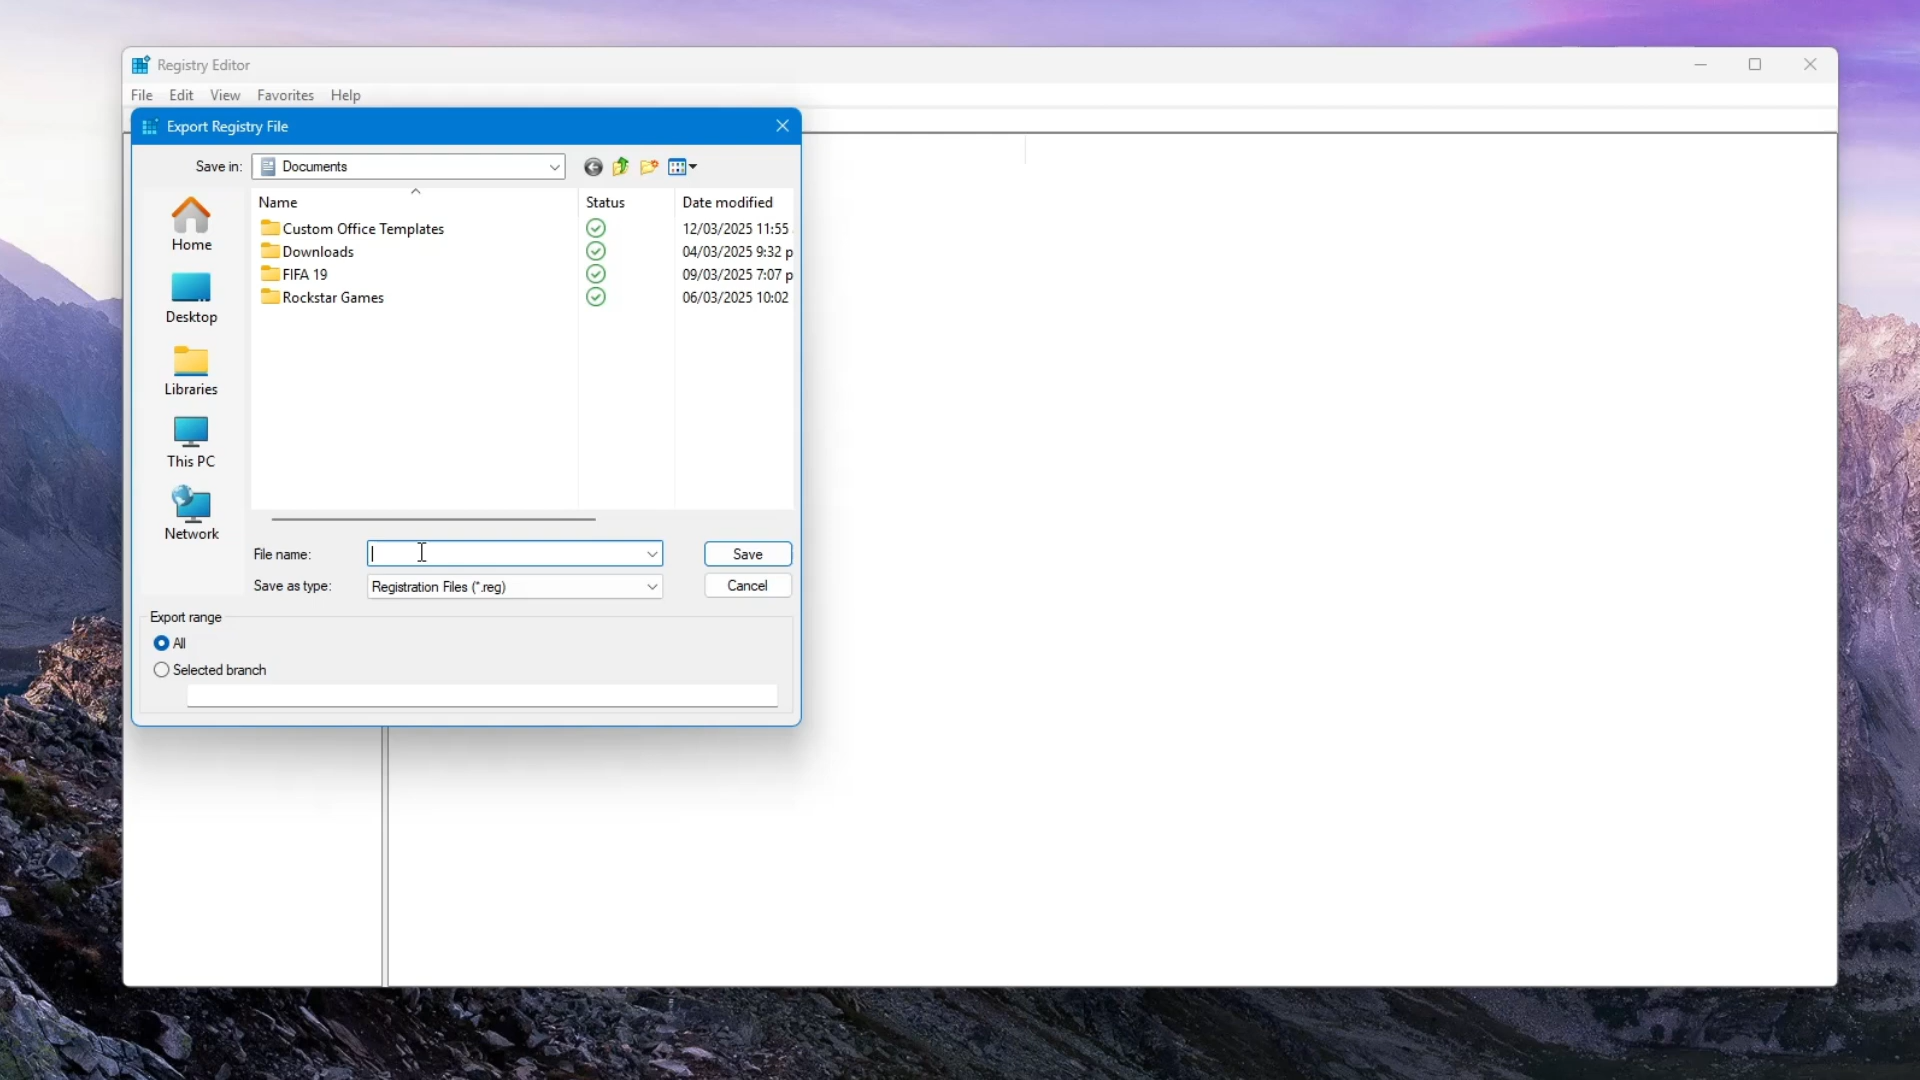 Registry Editor
File Edit View Favorites Help
Export Registry File
Save in: Documents
Name Status Date modified
Custom Office Templates 12/03/2025 11:55
Downloads 04/03/2025 9:32 p
FIFA 19 09/03/2025 7:07 p
Rockstar Games 06/03/2025 10:02
Home
Desktop
Libraries
This PC
Network
File name: Save
Save as type: Registration Files (*.reg) Cancel
Export range
All
Selected branch